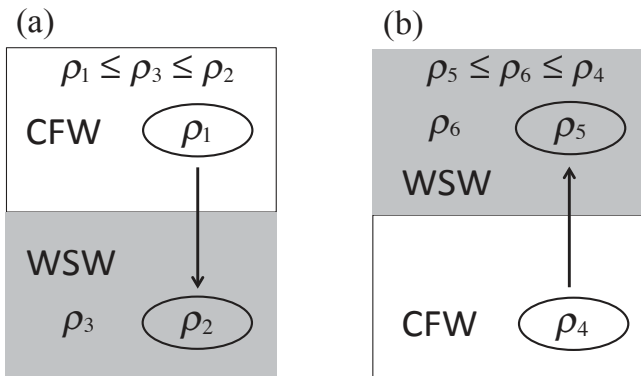 (a)
ρ₁ ≤ ρ₃ ≤ ρ₂
CFW ρ₁
WSW
ρ₃ ρ₂
(b)
ρ₅ ≤ ρ₆ ≤ ρ₄
ρ₆ ρ₅
WSW
CFW ρ₄